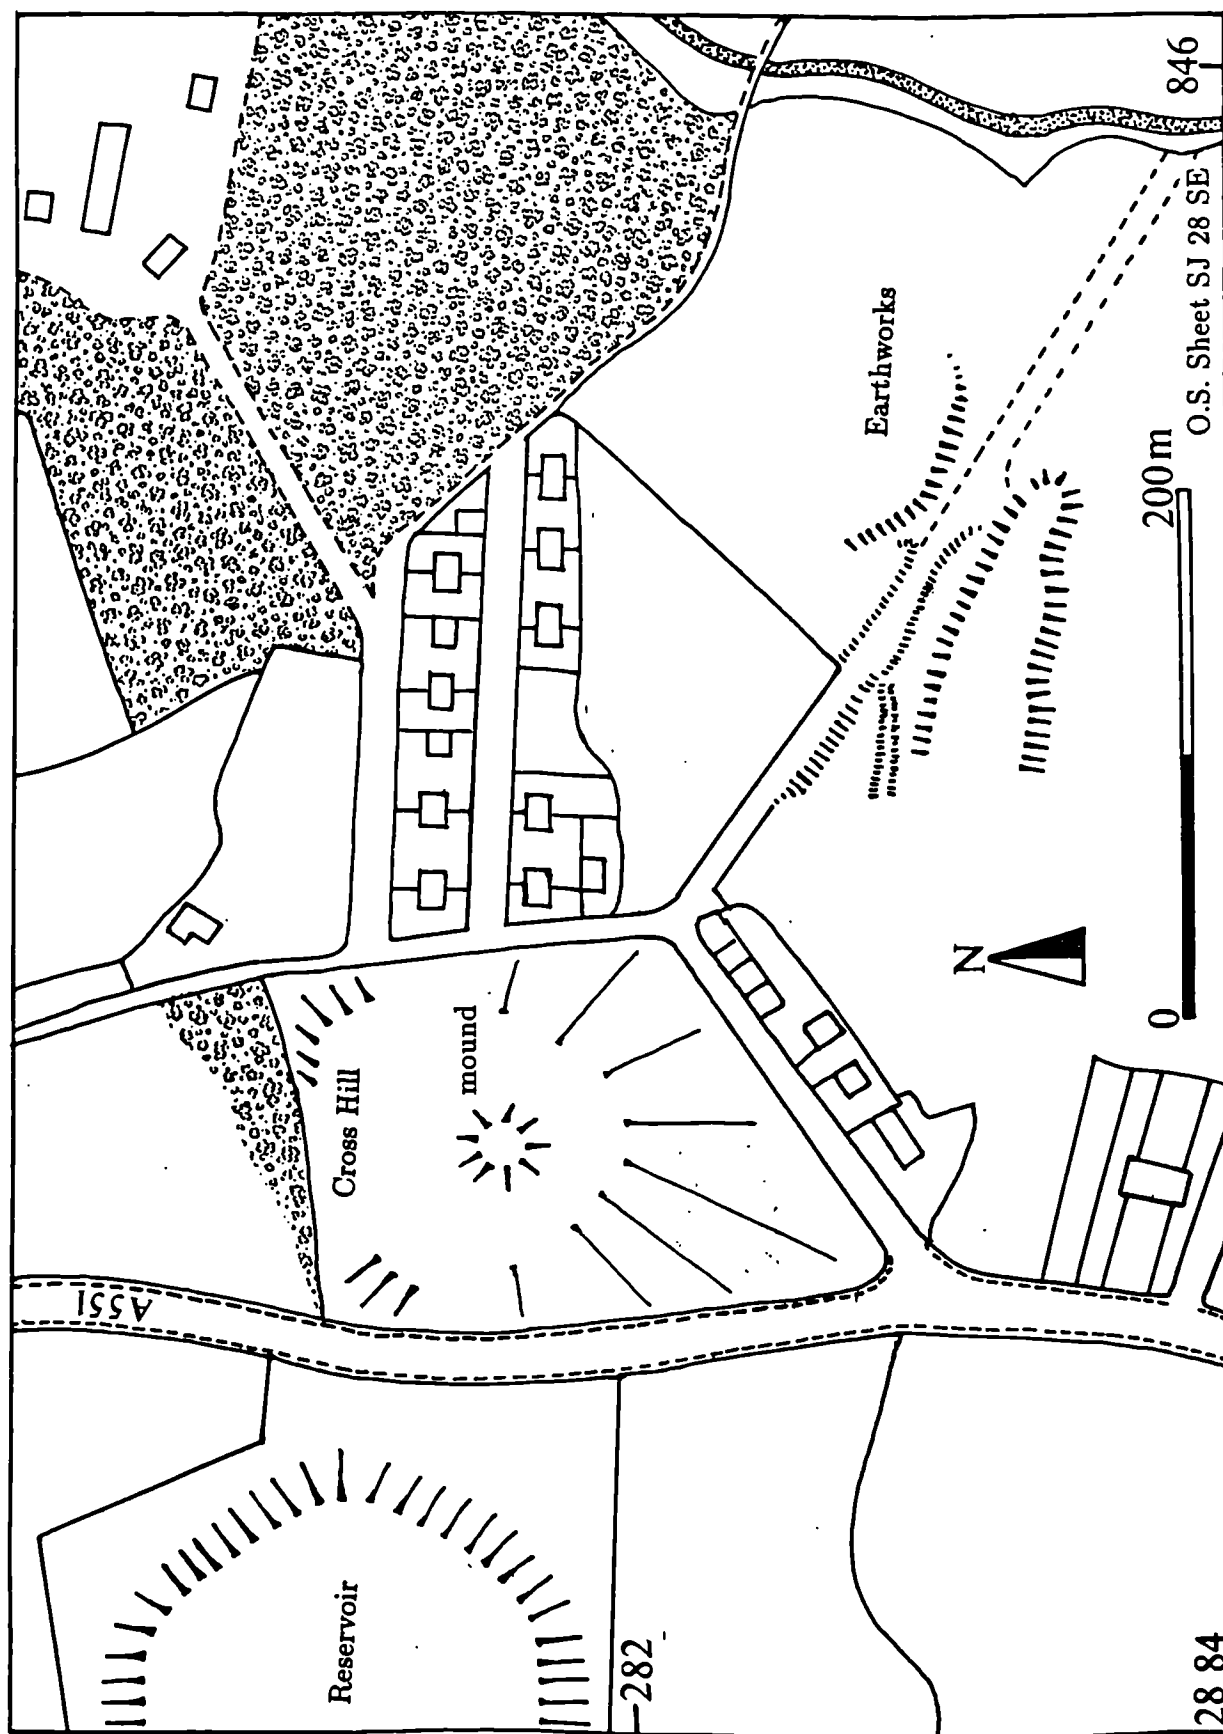 Reservoir
A551
Cross Hill
mound
Earthworks
282
N
0
200m
28 84
846
O.S. Sheet SJ 28 SE